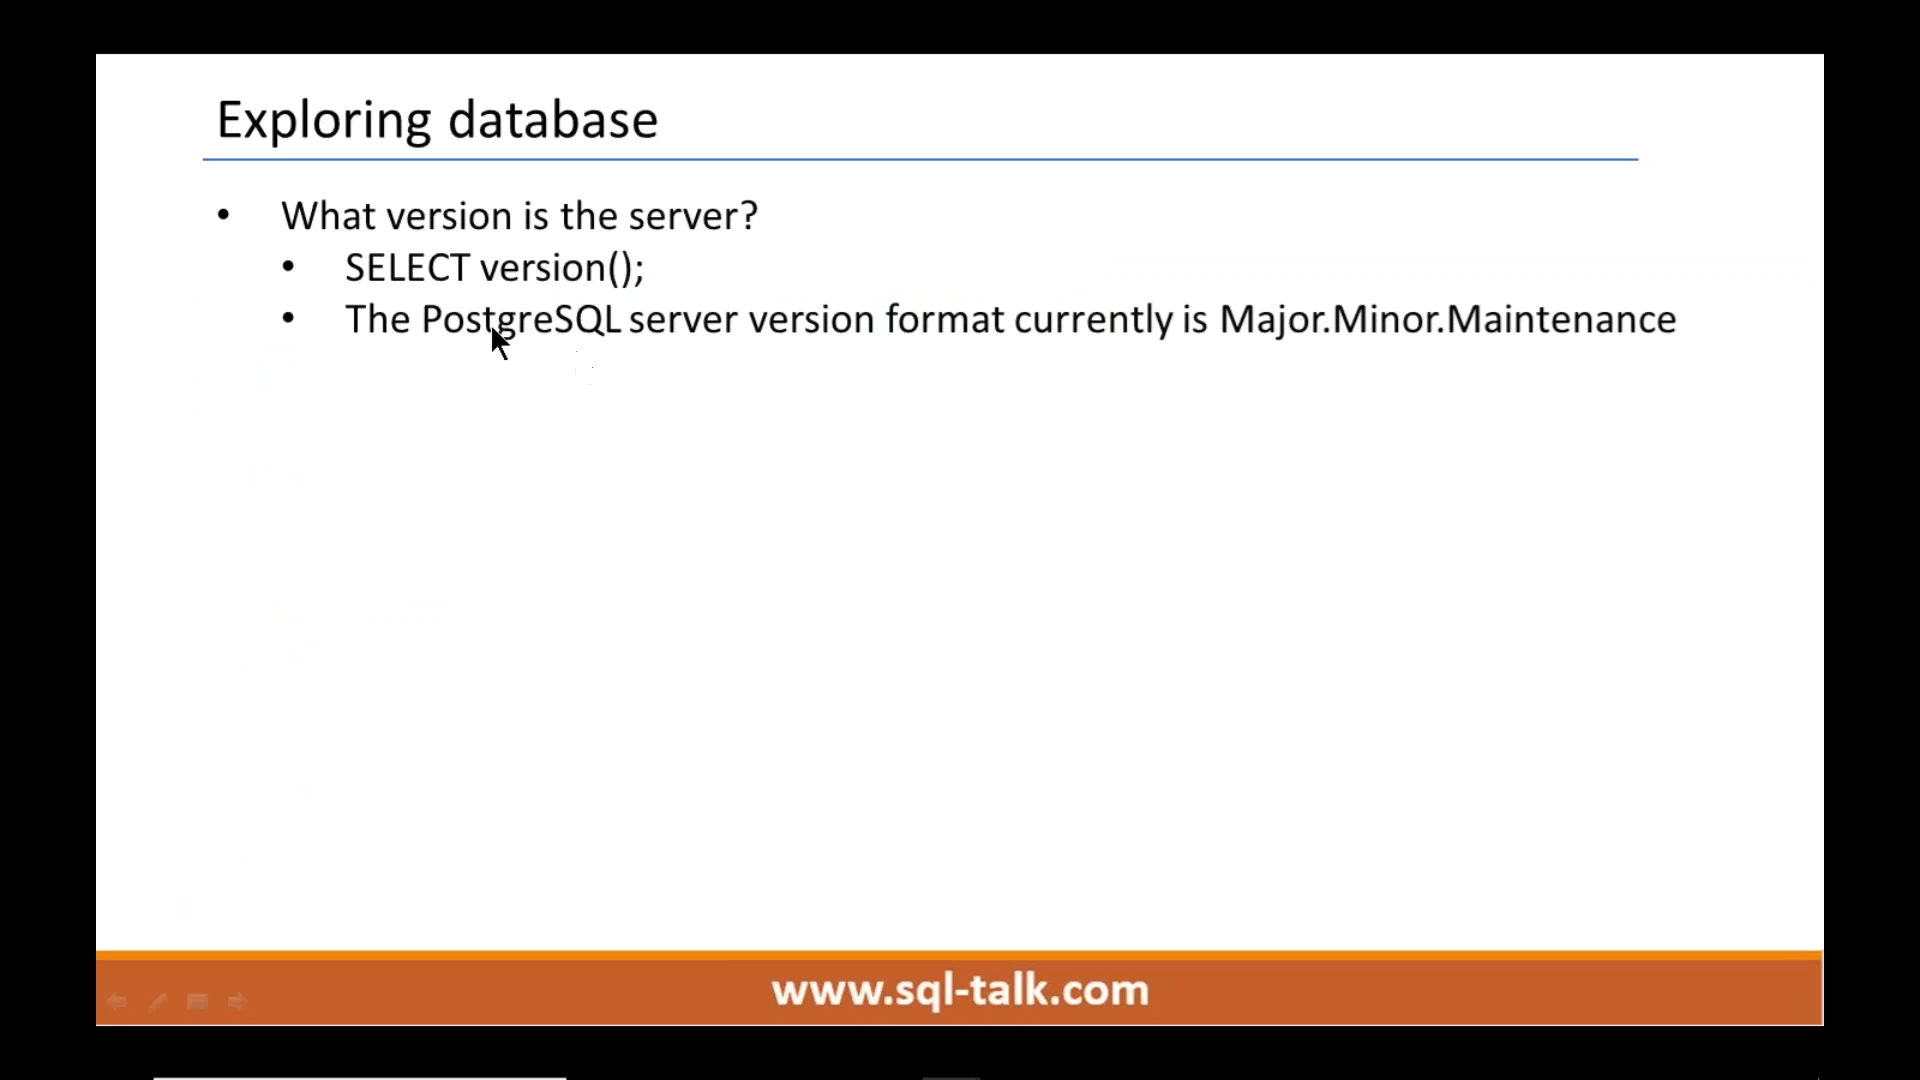 Exploring database
• What version is the server?
• SELECT version();
• The PostgreSQL server version format currently is Major.Minor.Maintenance
www.sql-talk.com